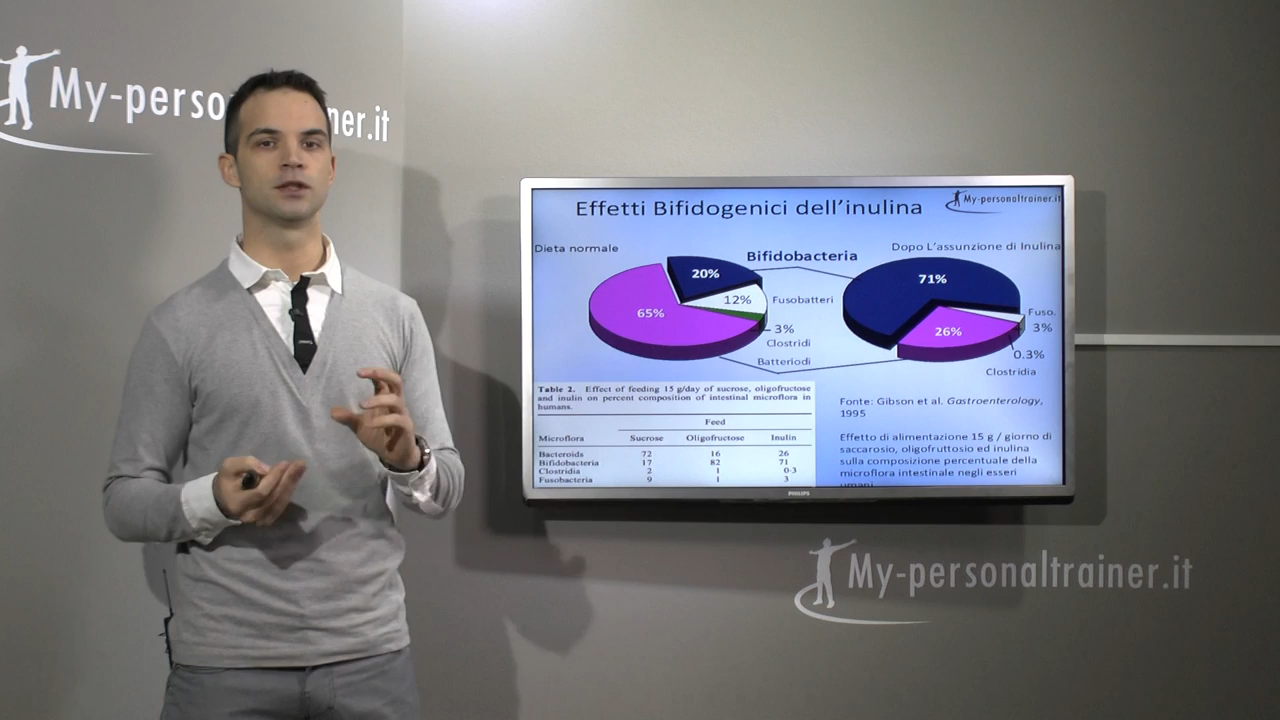 My-perso
ner.it
Effetti Bifidogenici dell'inulina
My-personaltrainer.it
Dieta normale
Bifidobacteria
Dopo L'assunzione di Inulina
20%
12%
65%
Fusobatteri
3%
Clostridi
Batteriodi
71%
26%
Fuso.
3%
0.3%
Clostridia
Table 2. Effect of feeding 15 g/day of sucrose, oligofructose
and inulin on percent composition of intestinal microflora in
humans.
Feed
Microflora Sucrose Oligofructose Inulin
Bacteroids 72 16 26
Bifidobacteria 17 82 71
Clostridia 2 1 0·3
Fusobacteria 9 1 3
Fonte: Gibson et al. Gastroenterology,
1995
Effetto di alimentazione 15 g / giorno di
saccarosio, oligofruttosio ed inulina
sulla composizione percentuale della
microflora intestinale negli esseri
umani
PHILIPS
My-personaltrainer.it